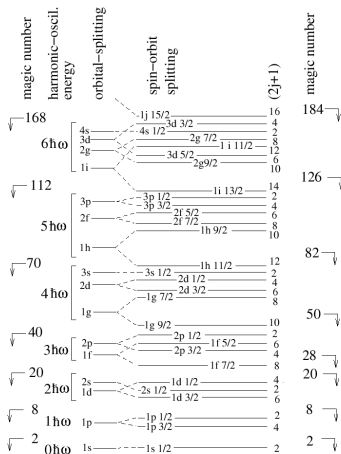 magic number
harmonic–oscil.
energy
orbital–splitting
spin–orbit
splitting
(2j+1)
magic number
1j 15/2 16
184
168
3d 3/2 4
4s 4s 1/2 2
3d 2g 7/2 8
6ħω
1 i 11/2 12
2g 3d 5/2 6
2g9/2 10
1i
126
112 1i 13/2 14
3p 3p 1/2 2
3p 3/2 4
2f 2f 5/2 6
5ħω 2f 7/2 8
1h 9/2 10
1h
82
70 1h 11/2 12
3s 3s 1/2 2
2d 2d 1/2 4
4ħω 2d 3/2 6
1g 7/2 8
1g
50
1g 9/2 10
40 2p 1/2 2
3ħω 2p 1f 5/2 6
1f 2p 3/2 4
28
1f 7/2 8
20 20
2s 1d 1/2 4
2ħω 1d 2s 1/2 2
1d 3/2 6
8 8
1ħω 1p 1p 1/2 2
1p 3/2 4
2 2
0ħω 1s 1s 1/2 2